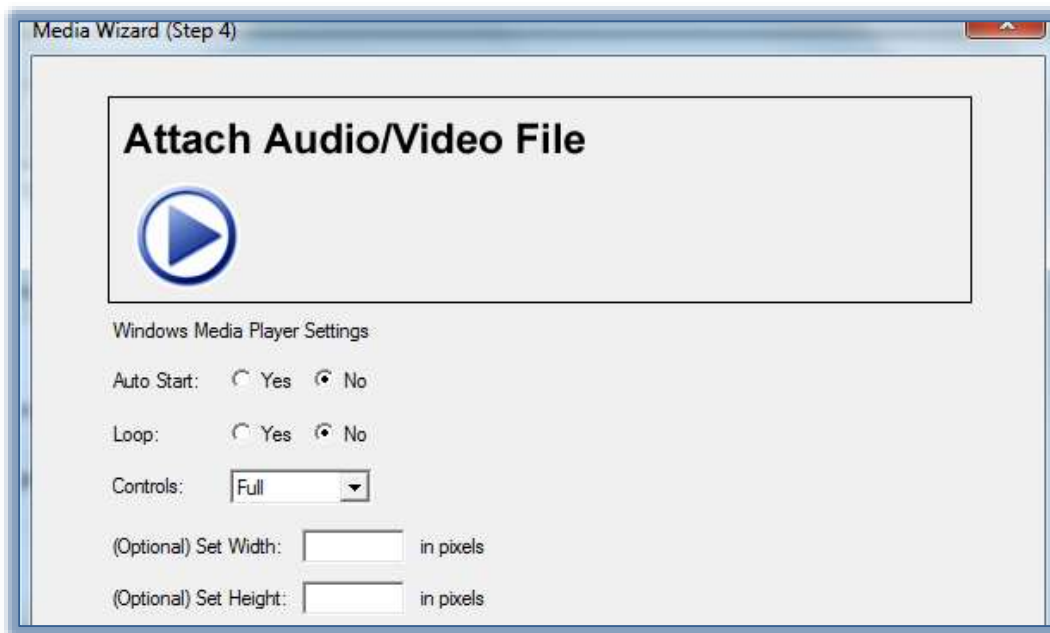 Media Wizard (Step 4)
Attach Audio/Video File
Windows Media Player Settings
Auto Start: Yes No
Loop: Yes No
Controls: Full
(Optional) Set Width: in pixels
(Optional) Set Height: in pixels